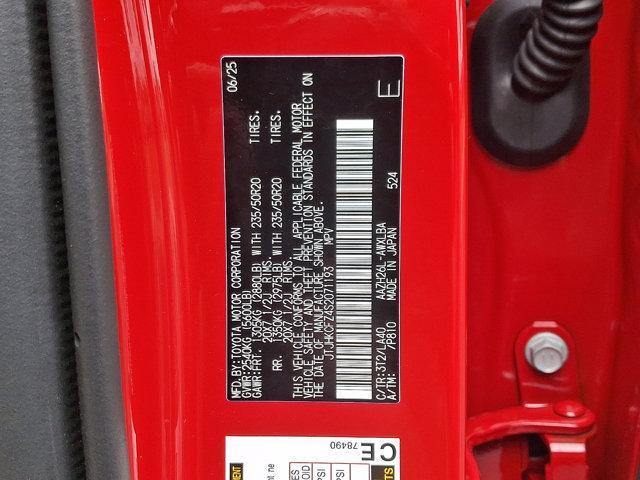 MFD.BY:TOYOTA MOTOR CORPORATION 06/25
GVWR:2540KG(5600LB)
GAWR:FRT. 1305KG (2880LB) WITH 235/50R20 TIRES.
20X7 1/2J RIMS.
RR. 1350KG (2975LB) WITH 235/50R20 TIRES.
20X7 1/2J RIMS.
THIS VEHICLE CONFORMS TO ALL APPLICABLE FEDERAL MOTOR
VEHICLE SAFETY AND THEFT PREVENTION STANDARDS IN EFFECT ON
THE DATE OF MANUFACTURE SHOWN ABOVE.
JTJHKCFZ4S2071193 MPV E
C/TR:3T2/LA40 AAZH26L-AWXLBA
A/TM: /P810 MADE IN JAPAN 524
CE
78490